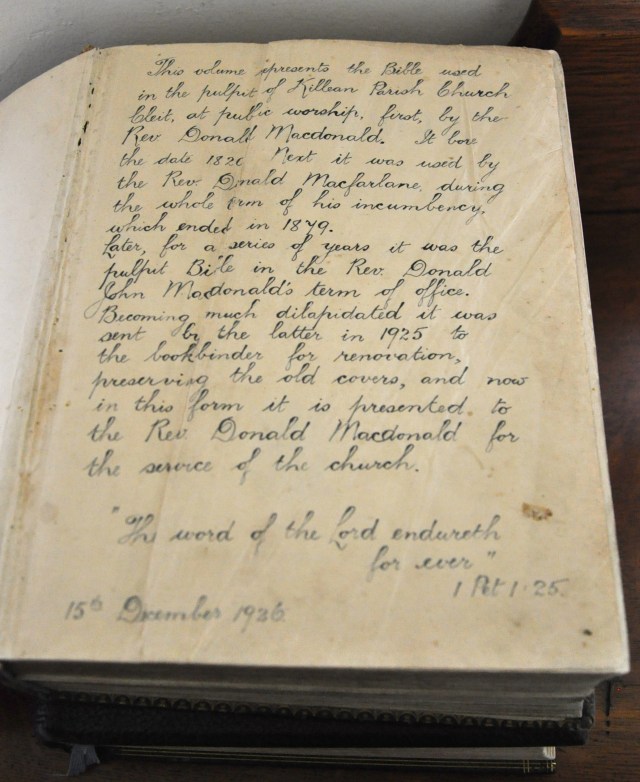 This volume presents the Bible used
in the pulpit of Killean Parish Church
Cleit, at public worship, first, by the
Rev Donald Macdonald. It bore
the date 1826 Next it was used by
the Rev. Donald Macfarlane, during
the whole term of his incumbency,
which ended in 1879.
Later, for a series of years it was the
pulpit Bible in the Rev. Donald
John Macdonald's term of office.
Becoming much dilapidated it was
sent by the latter in 1925 to
the bookbinder for renovation,
preserving the old covers, and now
in this form it is presented to
the Rev. Donald Macdonald for
the service of the church.
"The word of the Lord endureth
for ever"
1 Pet 1.25.
15th December 1936